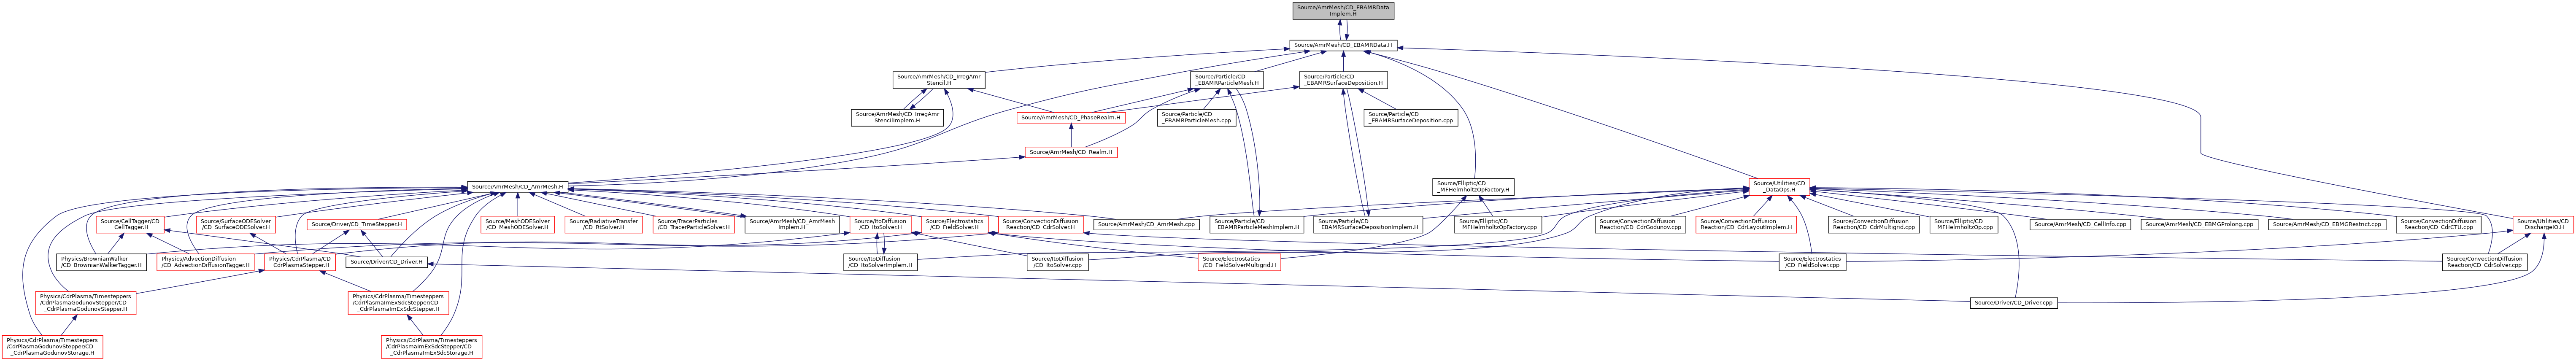 Source/AmrMesh/CD_EBAMRData
Implem.H
Source/AmrMesh/CD_EBAMRData.H
Source/AmrMesh/CD_IrregAmr
Stencil.H
Source/Particle/CD
_EBAMRParticleMesh.H
Source/Particle/CD
_EBAMRSurfaceDeposition.H
Source/AmrMesh/CD_IrregAmr
StencilImplem.H
Source/AmrMesh/CD_PhaseRealm.H
Source/Particle/CD
_EBAMRParticleMesh.cpp
Source/Particle/CD
_EBAMRSurfaceDeposition.cpp
Source/AmrMesh/CD_Realm.H
Source/AmrMesh/CD_AmrMesh.H
Source/Elliptic/CD
_MFHelmholtzOpFactory.H
Source/Utilities/CD
_DataOps.H
Source/CellTagger/CD
_CellTagger.H
Source/SurfaceODESolver
/CD_SurfaceODESolver.H
Source/Driver/CD_TimeStepper.H
Source/MeshODESolver
/CD_MeshODESolver.H
Source/RadiativeTransfer
/CD_RtSolver.H
Source/TracerParticles
/CD_TracerParticleSolver.H
Source/AmrMesh/CD_AmrMesh
Implem.H
Source/ItoDiffusion
/CD_ItoSolver.H
Source/Electrostatics
/CD_FieldSolver.H
Source/ConvectionDiffusion
Reaction/CD_CdrSolver.H
Source/AmrMesh/CD_AmrMesh.cpp
Source/Particle/CD
_EBAMRParticleMeshImplem.H
Source/Particle/CD
_EBAMRSurfaceDepositionImplem.H
Source/Elliptic/CD
_MFHelmholtzOpFactory.cpp
Source/ConvectionDiffusion
Reaction/CD_CdrGodunov.cpp
Source/ConvectionDiffusion
Reaction/CD_CdrLayoutImplem.H
Source/ConvectionDiffusion
Reaction/CD_CdrMultigrid.cpp
Source/Elliptic/CD
_MFHelmholtzOp.cpp
Source/AmrMesh/CD_CellInfo.cpp
Source/AmrMesh/CD_EBMGProlong.cpp
Source/AmrMesh/CD_EBMGRestrict.cpp
Source/ConvectionDiffusion
Reaction/CD_CdrCTU.cpp
Source/Utilities/CD
_DischargeIO.H
Physics/BrownianWalker
/CD_BrownianWalkerTagger.H
Physics/AdvectionDiffusion
/CD_AdvectionDiffusionTagger.H
Physics/CdrPlasma/CD
_CdrPlasmaStepper.H
Source/Driver/CD_Driver.H
Source/ItoDiffusion
/CD_ItoSolverImplem.H
Source/ItoDiffusion
/CD_ItoSolver.cpp
Source/Electrostatics
/CD_FieldSolverMultigrid.H
Source/Electrostatics
/CD_FieldSolver.cpp
Source/ConvectionDiffusion
Reaction/CD_CdrSolver.cpp
Physics/CdrPlasma/Timesteppers
/CdrPlasmaGodunovStepper/CD
_CdrPlasmaGodunovStepper.H
Physics/CdrPlasma/Timesteppers
/CdrPlasmaImExSdcStepper/CD
_CdrPlasmaImExSdcStepper.H
Source/Driver/CD_Driver.cpp
Physics/CdrPlasma/Timesteppers
/CdrPlasmaGodunovStepper/CD
_CdrPlasmaGodunovStorage.H
Physics/CdrPlasma/Timesteppers
/CdrPlasmaImExSdcStepper/CD
_CdrPlasmaImExSdcStorage.H